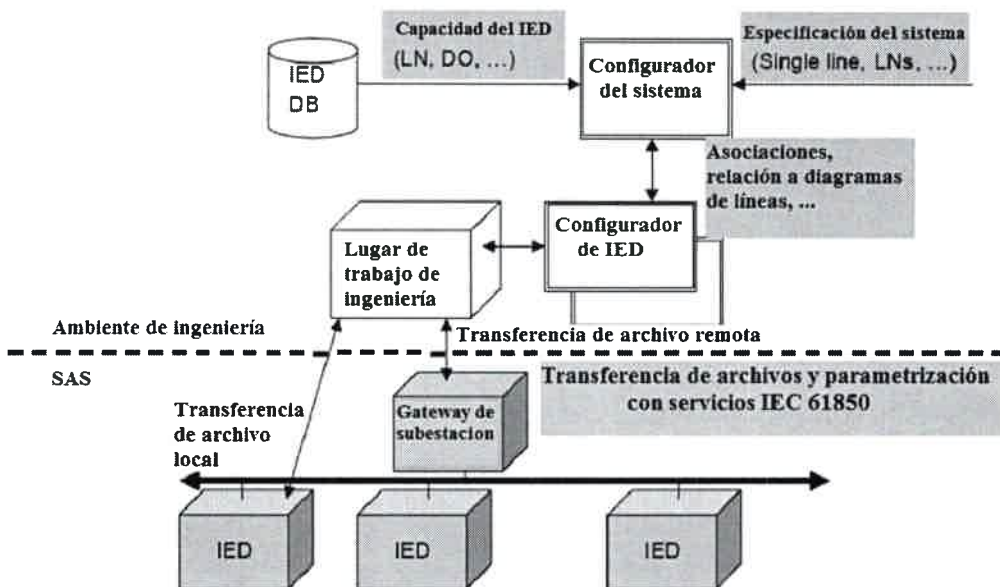 Capacidad del IED
(LN, DO, ...)
Especificación del sistema
(Single line, LNs, ...)
IED
DB
Configurador
del sistema
Asociaciones,
relación a diagramas
de líneas, ...
Configurador
de IED
Lugar de
trabajo de
ingeniería
Ambiente de ingeniería
Transferencia de archivo remota
SAS
Transferencia de archivos y parametrización
con servicios IEC 61850
Transferencia
de archivo
local
Gateway de
subestacion
IED
IED
IED